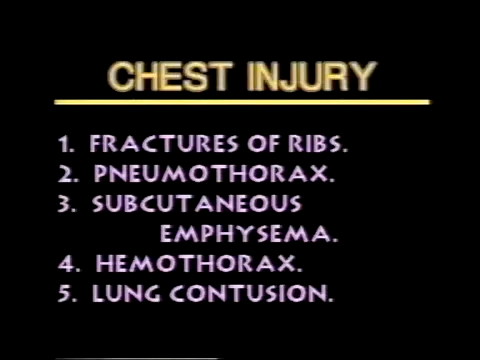 CHEST INJURY
1. FRACTURES OF RIBS.
2. PNEUMOTHORAX.
3. SUBCUTANEOUS
EMPHYSEMA.
4. HEMOTHORAX.
5. LUNG CONTUSION.